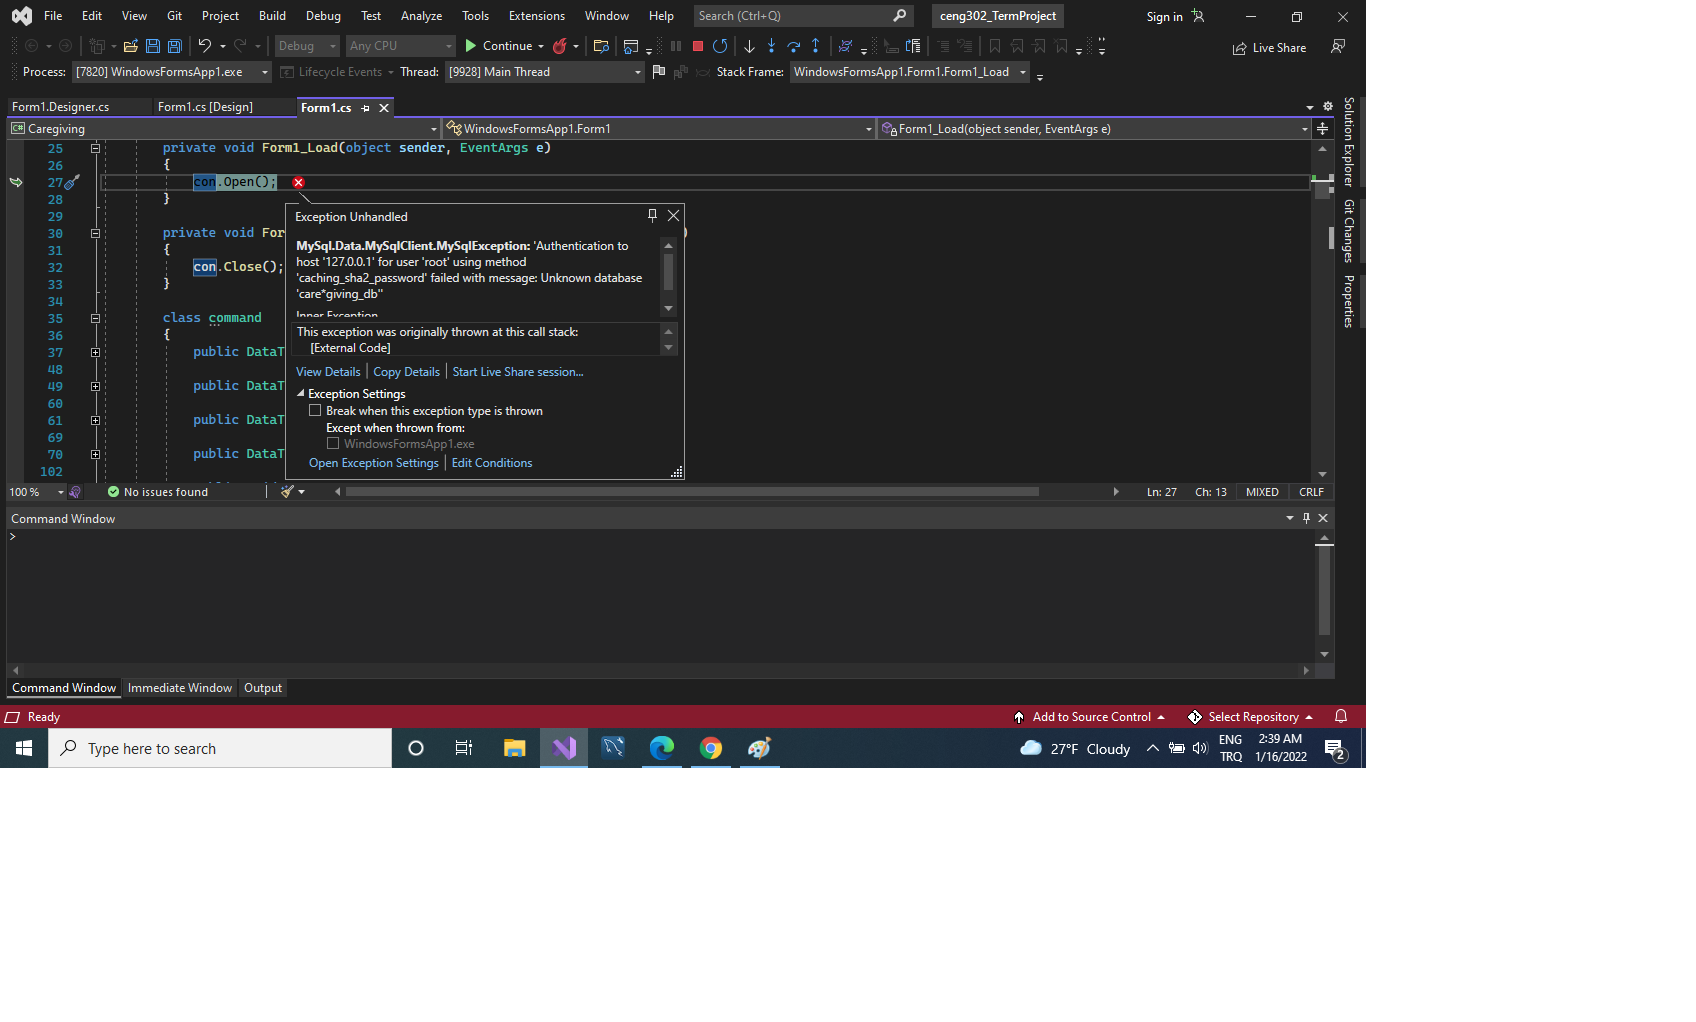 File Edit View Git Project Build Debug Test Analyze Tools Extensions Window Help Search (Ctrl+Q) ceng302_TermProject Sign in
Debug Any CPU Continue Live Share
Process: [7820] WindowsFormsApp1.exe Lifecycle Events Thread: [9928] Main Thread Stack Frame: WindowsFormsApp1.Form1.Form1_Load
Form1.Designer.cs Form1.cs [Design] Form1.cs
C# Caregiving WindowsFormsApp1.Form1 Form1_Load(object sender, EventArgs e)
25 private void Form1_Load(object sender, EventArgs e)
26 {
27 con.Open();
28 }
29
30 private void For )
31 {
32 con.Close();
33 }
34
35 class command
36 {
37 public DataT
48
49 public DataT
60
61 public DataT
69
70 public DataT
102
Exception Unhandled
MySql.Data.MySqlClient.MySqlException: 'Authentication to
host '127.0.0.1' for user 'root' using method
'caching_sha2_password' failed with message: Unknown database
'care*giving_db''
Inner Exception
This exception was originally thrown at this call stack:
[External Code]
View Details Copy Details Start Live Share session...
Exception Settings
Break when this exception type is thrown
Except when thrown from:
WindowsFormsApp1.exe
Open Exception Settings Edit Conditions
Solution Explorer
Git Changes
Properties
100 % No issues found Ln: 27 Ch: 13 MIXED CRLF
Command Window
>
Command Window Immediate Window Output
Ready Add to Source Control Select Repository
Type here to search 27°F Cloudy ENG 2:39 AM
TRQ 1/16/2022 2